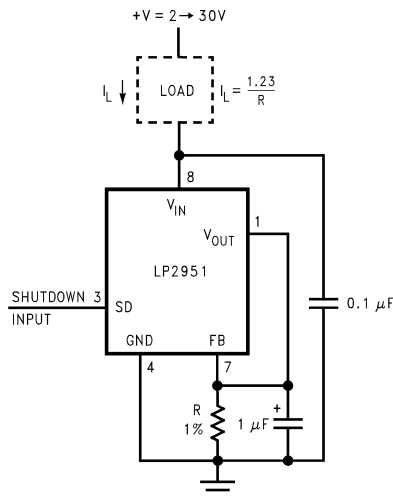 +V = 2 → 30V
I_L ↓ LOAD I_L = 1.23/R
8
V_IN
1
V_OUT
LP2951
SHUTDOWN 3
INPUT
SD
0.1 µF
GND FB
4 7
R
1%
+
1 µF